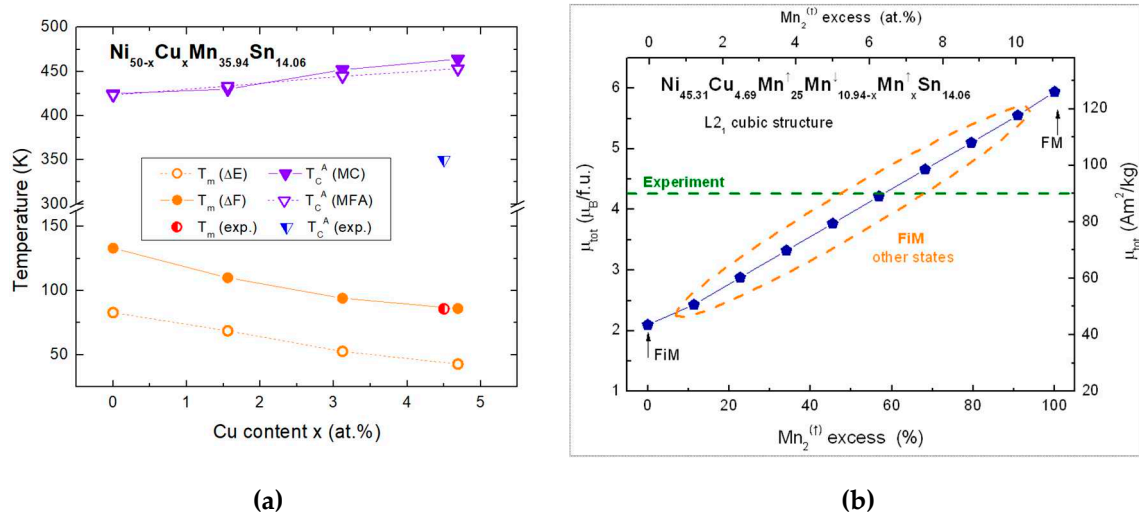 Ni50-xCuxMn35.94Sn14.06
500
450
400
350
300
150
100
50
Temperature (K)
Tm (ΔE) TCA (MC)
Tm (ΔF) TCA (MFA)
Tm (exp.) TCA (exp.)
0 1 2 3 4 5
Cu content x (at.%)
(a)
Mn2(↑) excess (at.%)
0 2 4 6 8 10
Ni45.31Cu4.69Mn↑25Mn↓10.94-xMn↑xSn14.06
L21 cubic structure
6
5
4
3
2
1
μtot (μB/f.u.)
120
100
80
60
40
20
μtot (Am2/kg)
FM
Experiment
FiM
other states
FiM
0 20 40 60 80 100
Mn2(↑) excess (%)
(b)